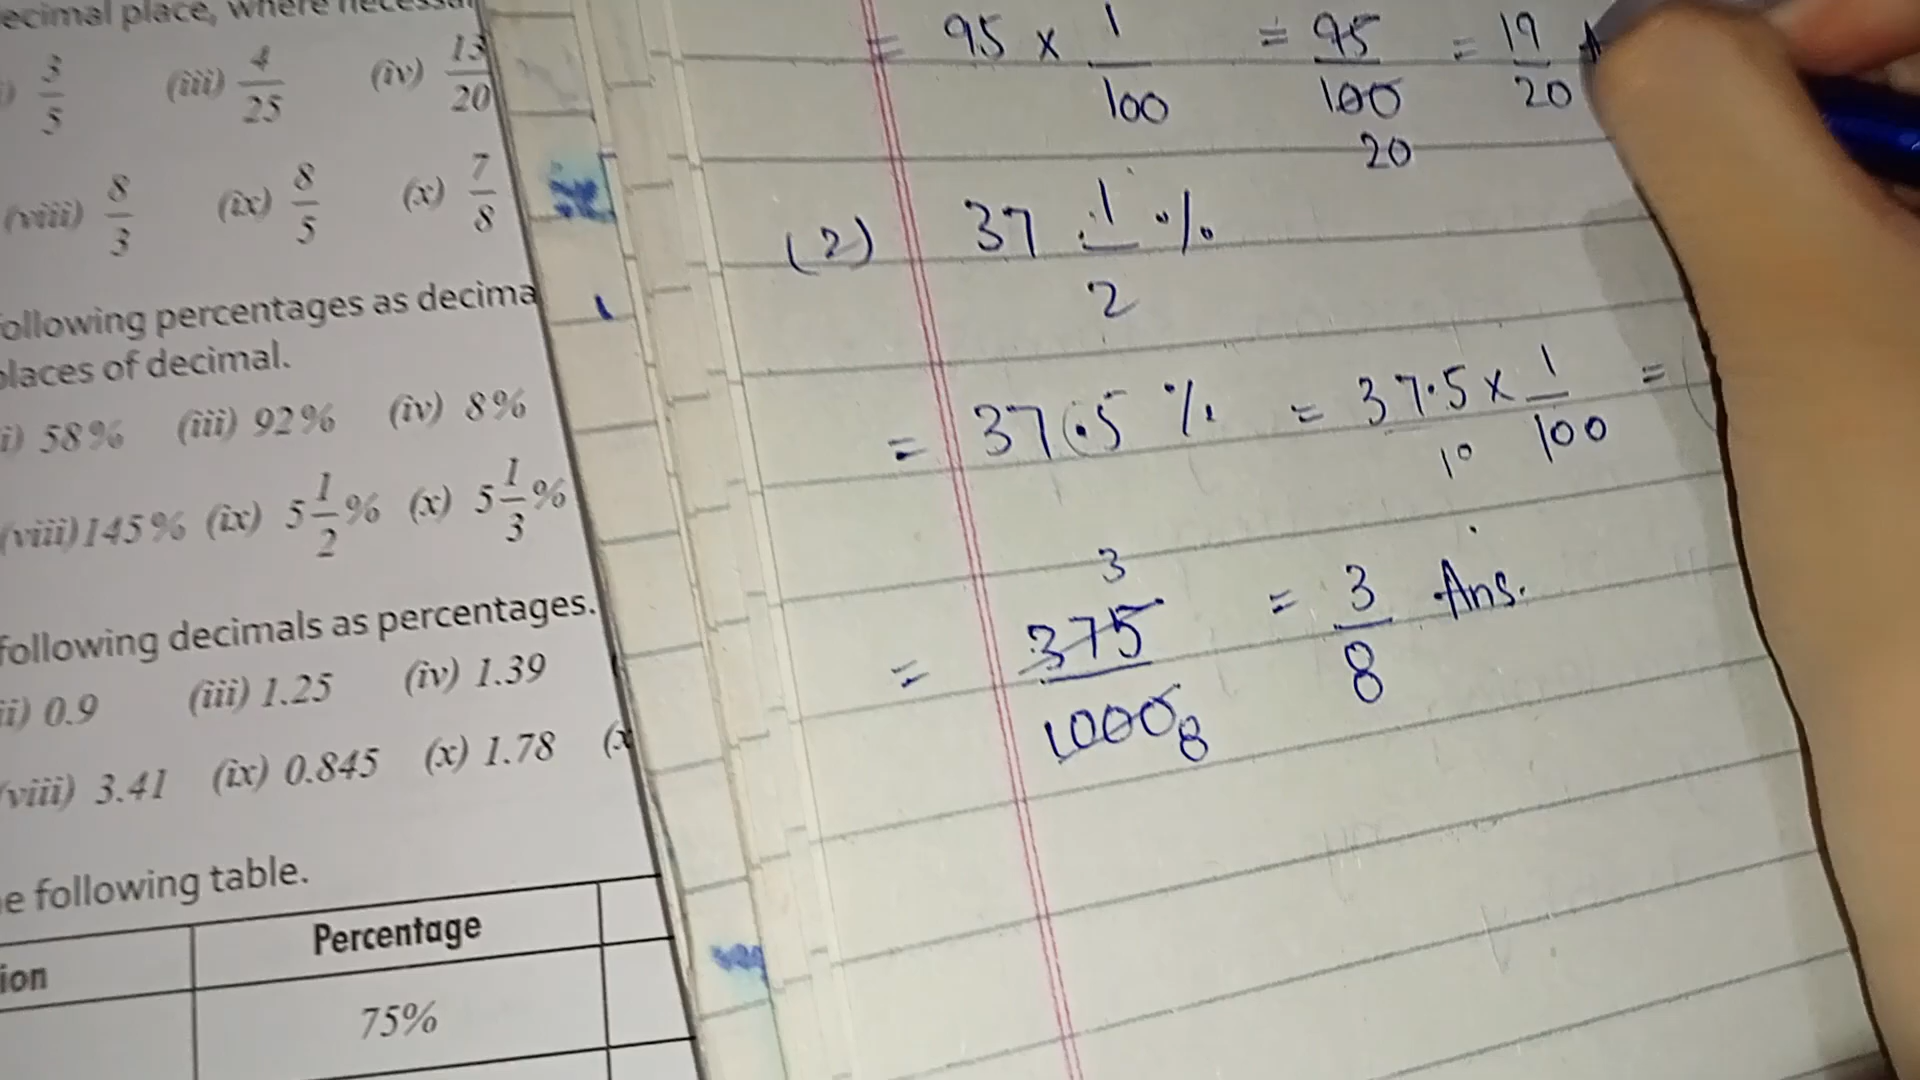 decimal place, where
3/5 (iii) 4/25 (iv) 13/20
(viii) 8/3 (ix) 8/5 (x) 7/8
following percentages as decima
places of decimal.
i) 58% (iii) 92% (iv) 8%
(viii) 145% (ix) 5 1/2 % (x) 5 1/3 %
following decimals as percentages.
ii) 0.9 (iii) 1.25 (iv) 1.39
(viii) 3.41 (ix) 0.845 (x) 1.78 (x
e following table.
ion Percentage
75%
= 95 × 1/100 = 95/100 = 19/20
20
(2) 37 1/2 %
= 37.5 % = 37.5 × 1/100 =
10
3
= 375/1000 = 3/8 Ans.
8